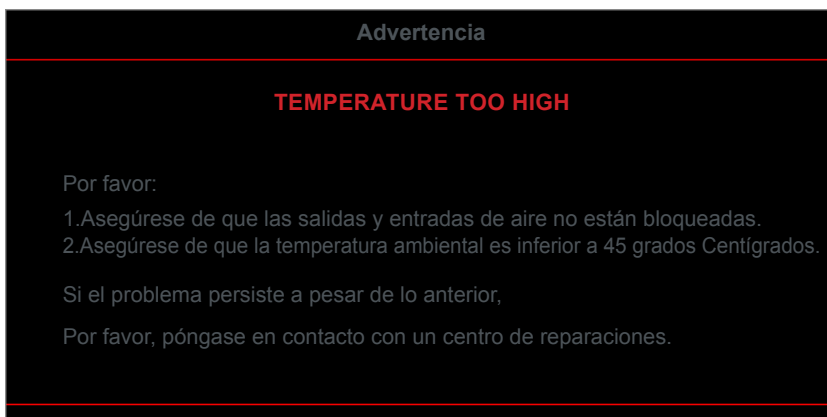 Advertencia
TEMPERATURE TOO HIGH
Por favor:
1.Asegúrese de que las salidas y entradas de aire no están bloqueadas.
2.Asegúrese de que la temperatura ambiental es inferior a 45 grados Centígrados.
Si el problema persiste a pesar de lo anterior,
Por favor, póngase en contacto con un centro de reparaciones.